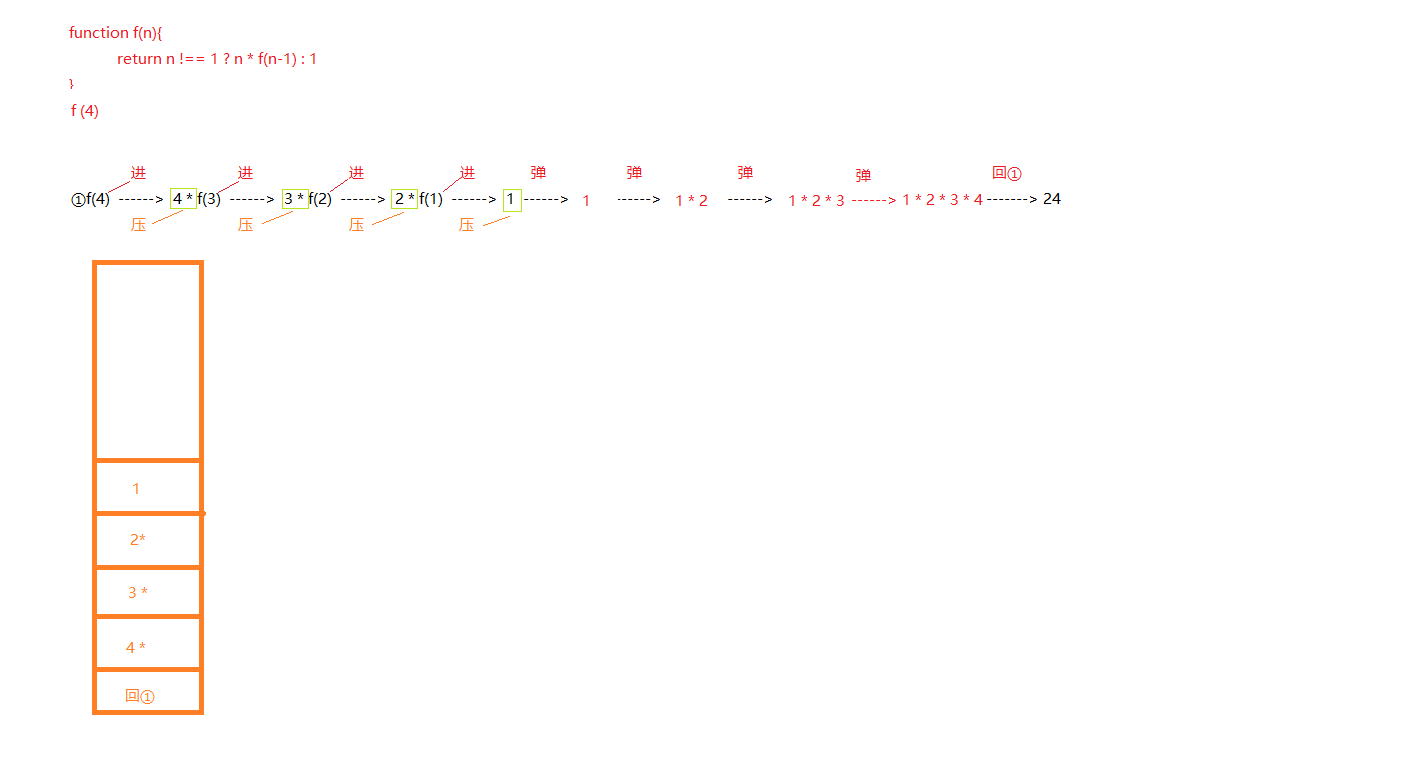 function f(n){
return n !== 1 ? n * f(n-1) : 1
}
f (4)
进 进 进 进 弹 弹 弹 弹 回①
①f(4) ------> 4 * f(3) ------> 3 * f(2) ------> 2 * f(1) ------> 1 ------> 1 ------> 1 * 2 ------> 1 * 2 * 3 ------> 1 * 2 * 3 * 4 -------> 24
压 压 压 压
1
2*
3 *
4 *
回①